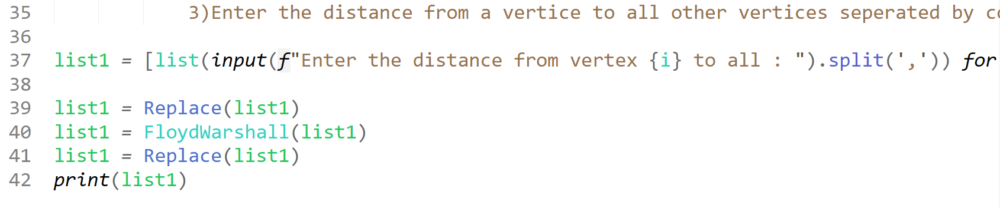 35 3)Enter the distance from a vertice to all other vertices seperated by
36
37 list1 = [list(input(f"Enter the distance from vertex {i} to all : ").split(',')) for
38
39 list1 = Replace(list1)
40 list1 = FloydWarshall(list1)
41 list1 = Replace(list1)
42 print(list1)